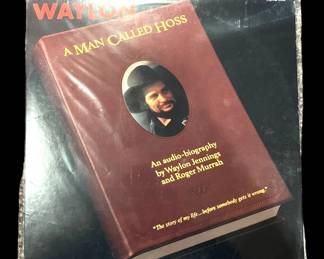 WAYLON
A MAN CALLED HOSS
An audio-biography
by Waylon Jennings
and Roger Murrah
"The story of my life...before somebody gets it wrong."